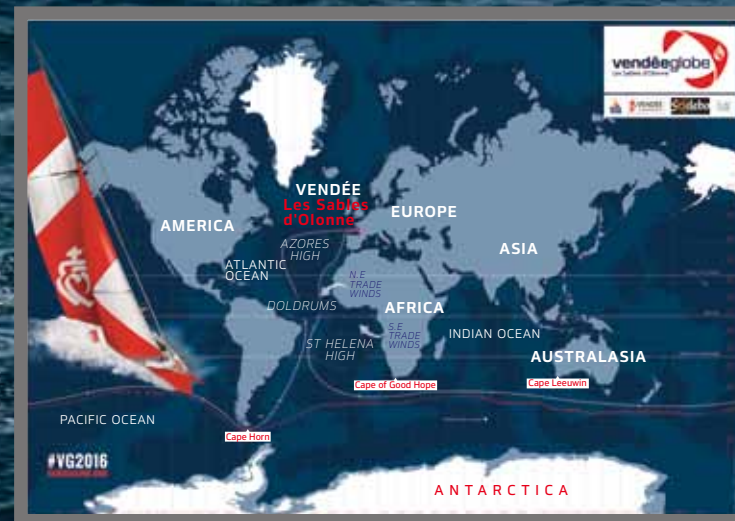 vendéeglobe
Les Sables d'Olonne
VENDÉE
VENDÉE
Les Sables
d'Olonne
EUROPE
AMERICA
AZORES
HIGH
ASIA
ATLANTIC
OCEAN
N.E
TRADE
WINDS
DOLDRUMS
AFRICA
S.E
TRADE
WINDS
INDIAN OCEAN
ST HELENA
HIGH
AUSTRALASIA
Cape of Good Hope
Cape Leeuwin
PACIFIC OCEAN
Cape Horn
#VG2016
ANTARCTICA